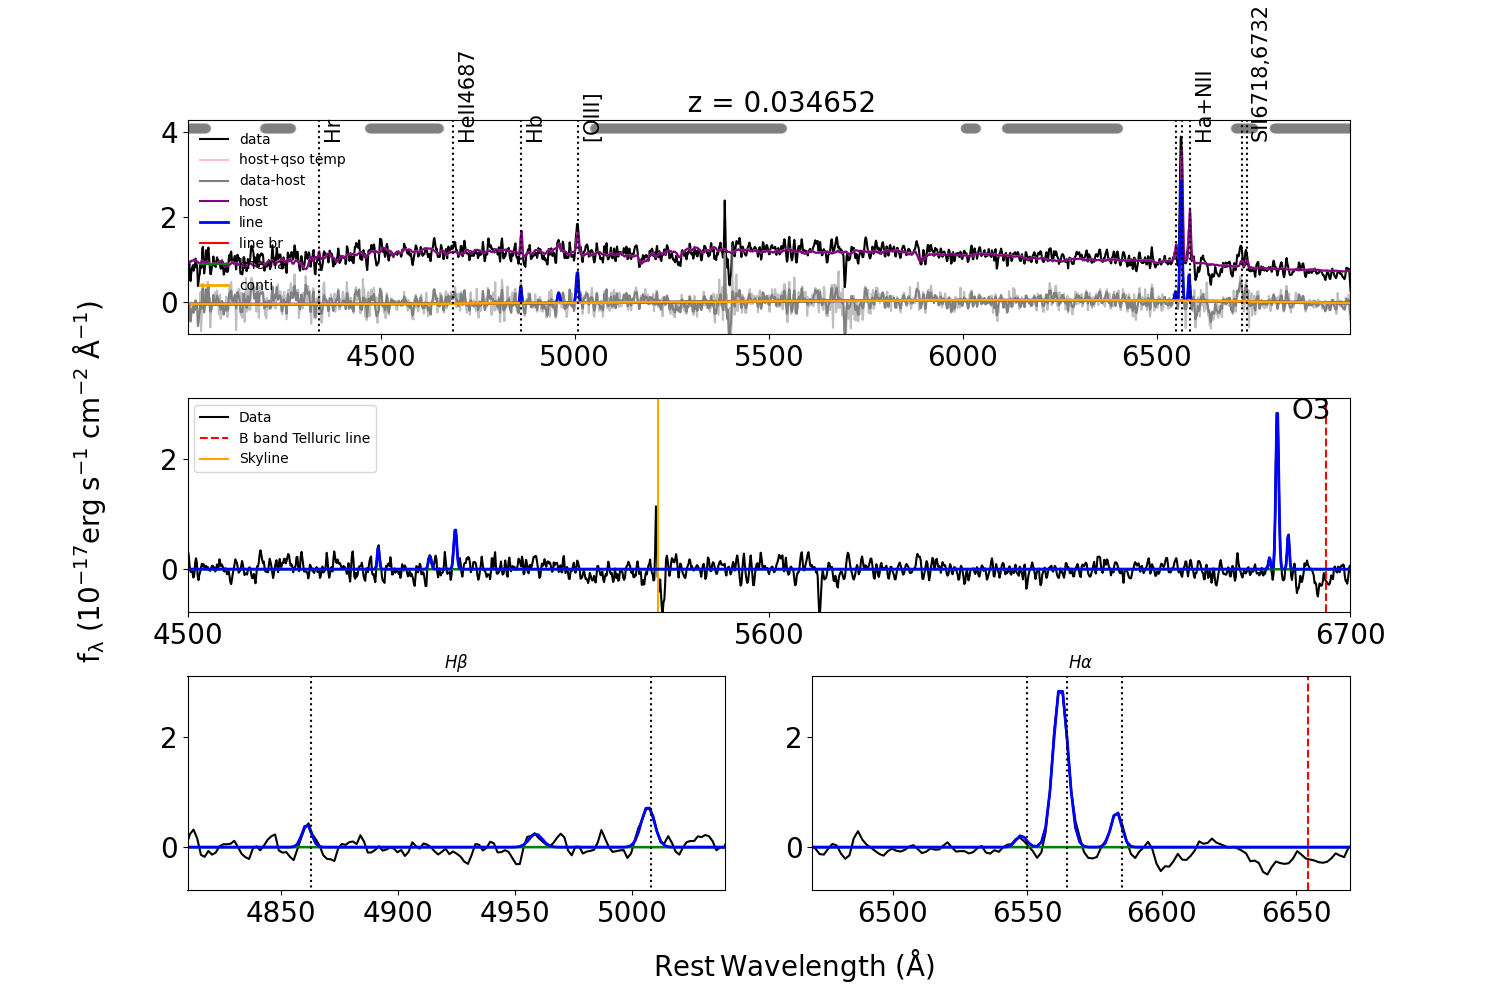 z = 0.034652
Hr
HeII4687
Hb
[OIII]
Ha+NII
SII6718,6732
4
2
0
data
host+qso temp
data-host
host
line
line br
conti
4500
5000
5500
6000
6500
fλ (10−17erg s−1 cm−2 Å−1)
2
0
Data
B band Telluric line
Skyline
O3
4500
5600
6700
Hβ
2
0
4850
4900
4950
5000
Hα
2
0
6500
6550
6600
6650
Rest Wavelength (Å)